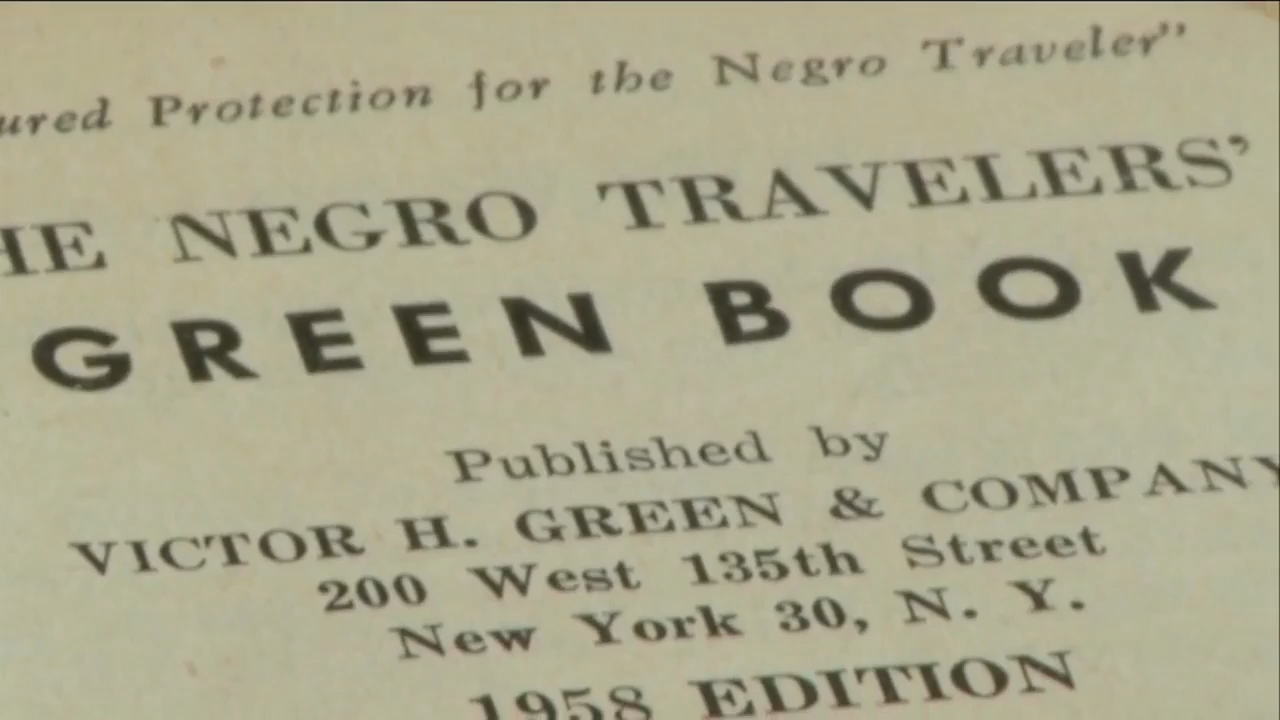 ured Protection for the Negro Traveler”
HE NEGRO TRAVELERS’
GREEN BOOK
Published by
VICTOR H. GREEN & COMPANY
200 West 135th Street
New York 30, N. Y.
1958 EDITION